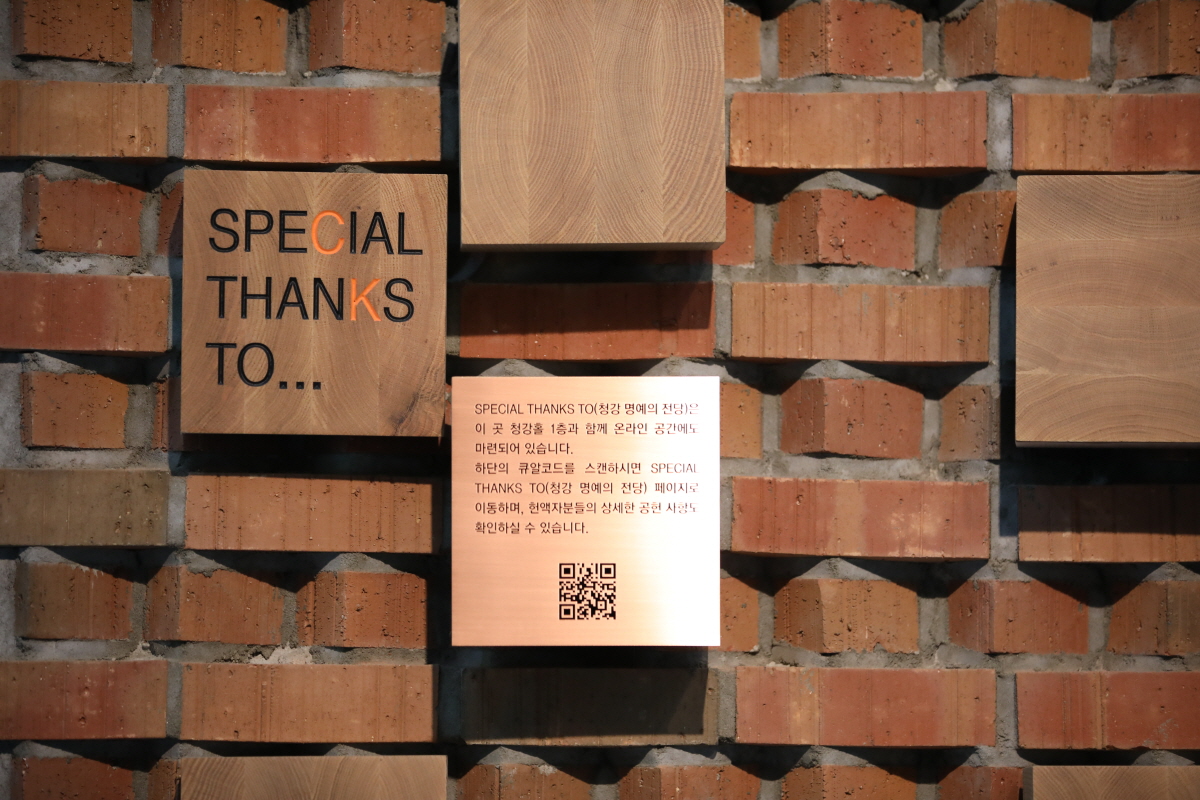 SPECIAL
THANKS
TO...
SPECIAL THANKS TO(청강 명예의 전당)은
이 곳 청강홀 1층과 함께 온라인 공간에도
마련되어 있습니다.
하단의 큐알코드를 스캔하시면 SPECIAL
THANKS TO(청강 명예의 전당) 페이지로
이동하며, 헌액자분들의 상세한 공헌 사항도
확인하실 수 있습니다.